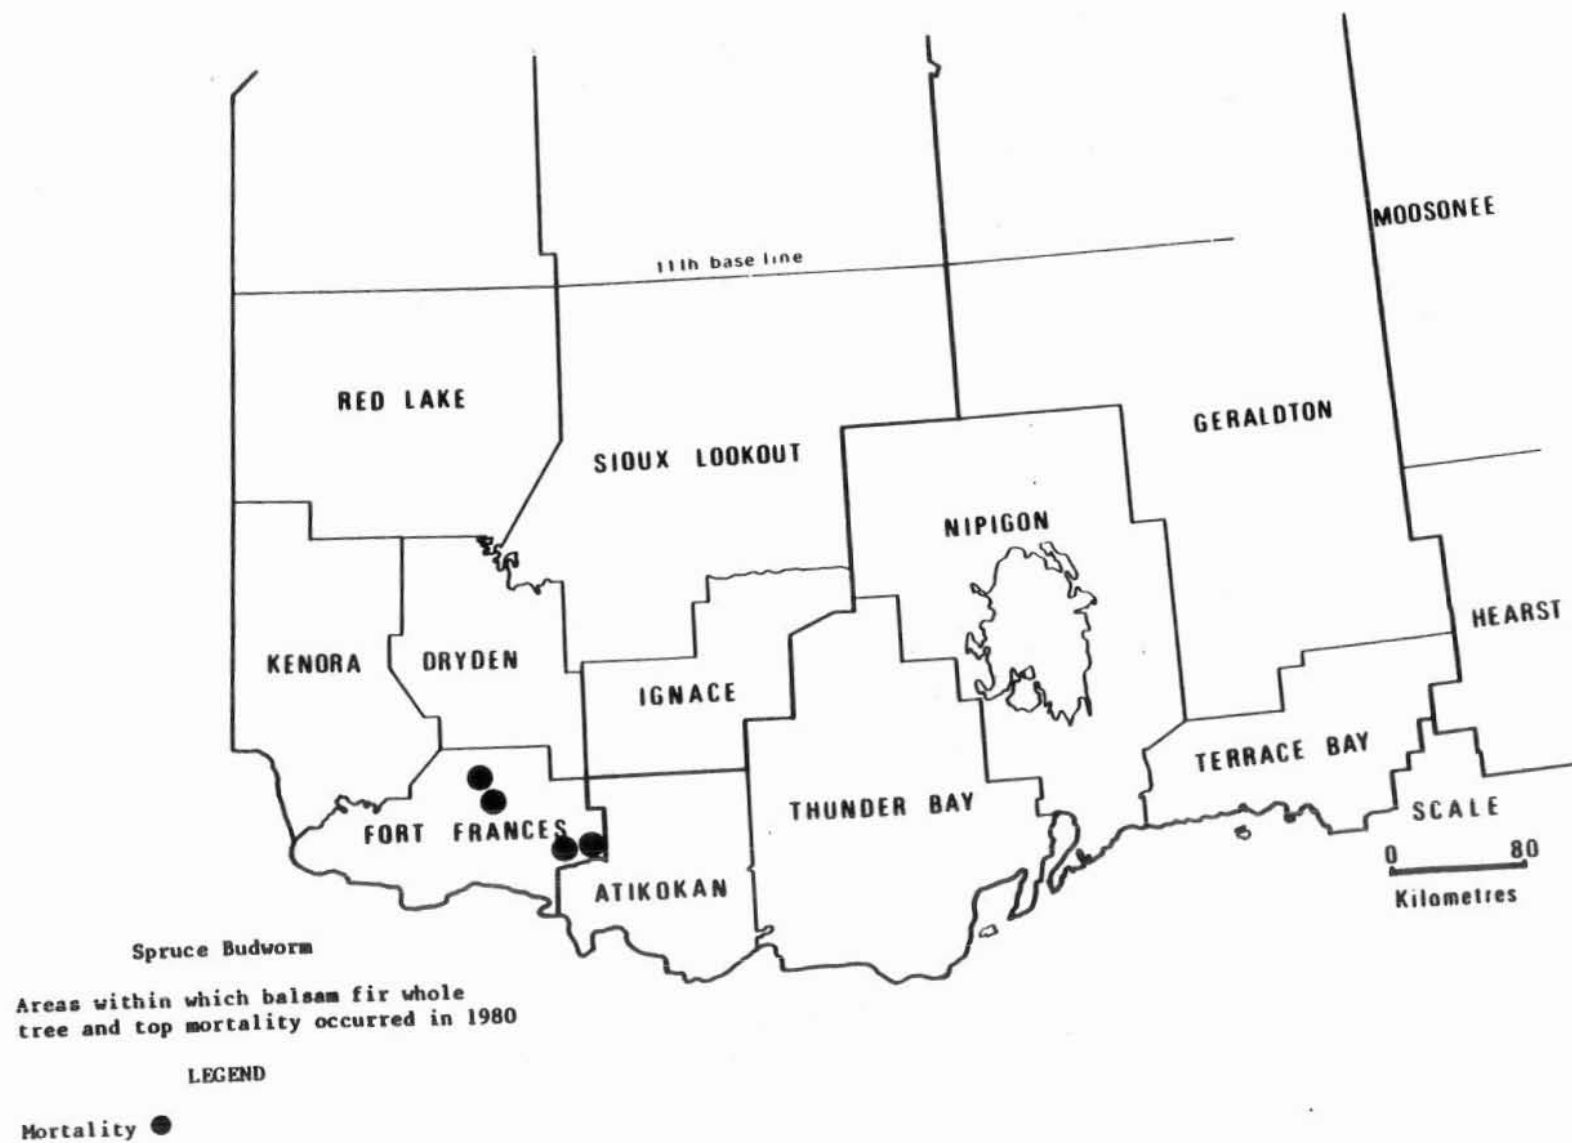 MOOSONEE
11th base line
RED LAKE
GERALDTON
SIOUX LOOKOUT
NIPIGON
HEARST
KENORA
DRYDEN
IGNACE
TERRACE BAY
THUNDER BAY
SCALE
FORT FRANCES
0 80
Kilometres
ATIKOKAN
Spruce Budworm
Areas within which balsam fir whole
tree and top mortality occurred in 1980
LEGEND
Mortality